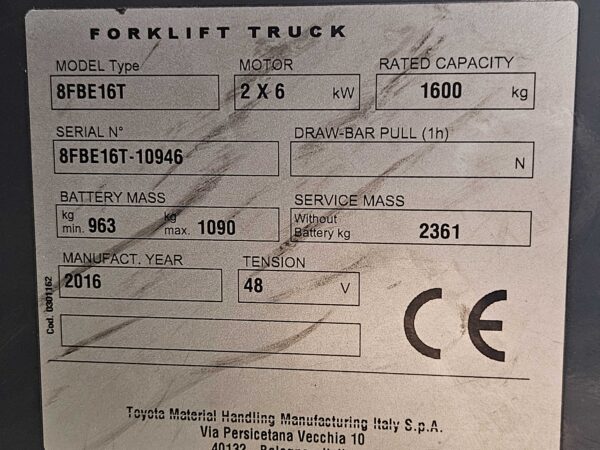 FORKLIFT TRUCK
MODEL Type MOTOR RATED CAPACITY
8FBE16T 2 X 6 kW 1600 kg
SERIAL N° DRAW-BAR PULL (1h)
8FBE16T-10946 N
BATTERY MASS SERVICE MASS
kg min. 963 kg max. 1090 Without Battery kg 2361
MANUFACT. YEAR TENSION
2016 48 V
CE
Cod. 0301162
Toyota Material Handling Manufacturing Italy S.p.A.
Via Persicetana Vecchia 10
40132 Bologna